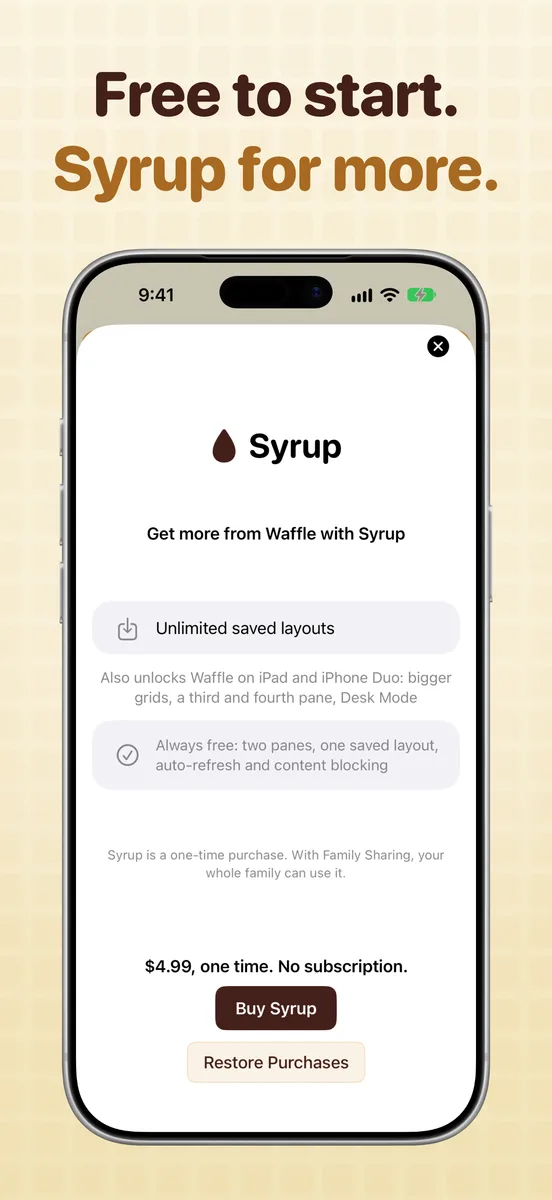 Free to start.
Syrup for more.
9:41
Syrup
Get more from Waffle with Syrup
Unlimited saved layouts
Also unlocks Waffle on iPad and iPhone Duo: bigger
grids, a third and fourth pane, Desk Mode
Always free: two panes, one saved layout,
auto-refresh and content blocking
Syrup is a one-time purchase. With Family Sharing, your
whole family can use it.
$4.99, one time. No subscription.
Buy Syrup
Restore Purchases